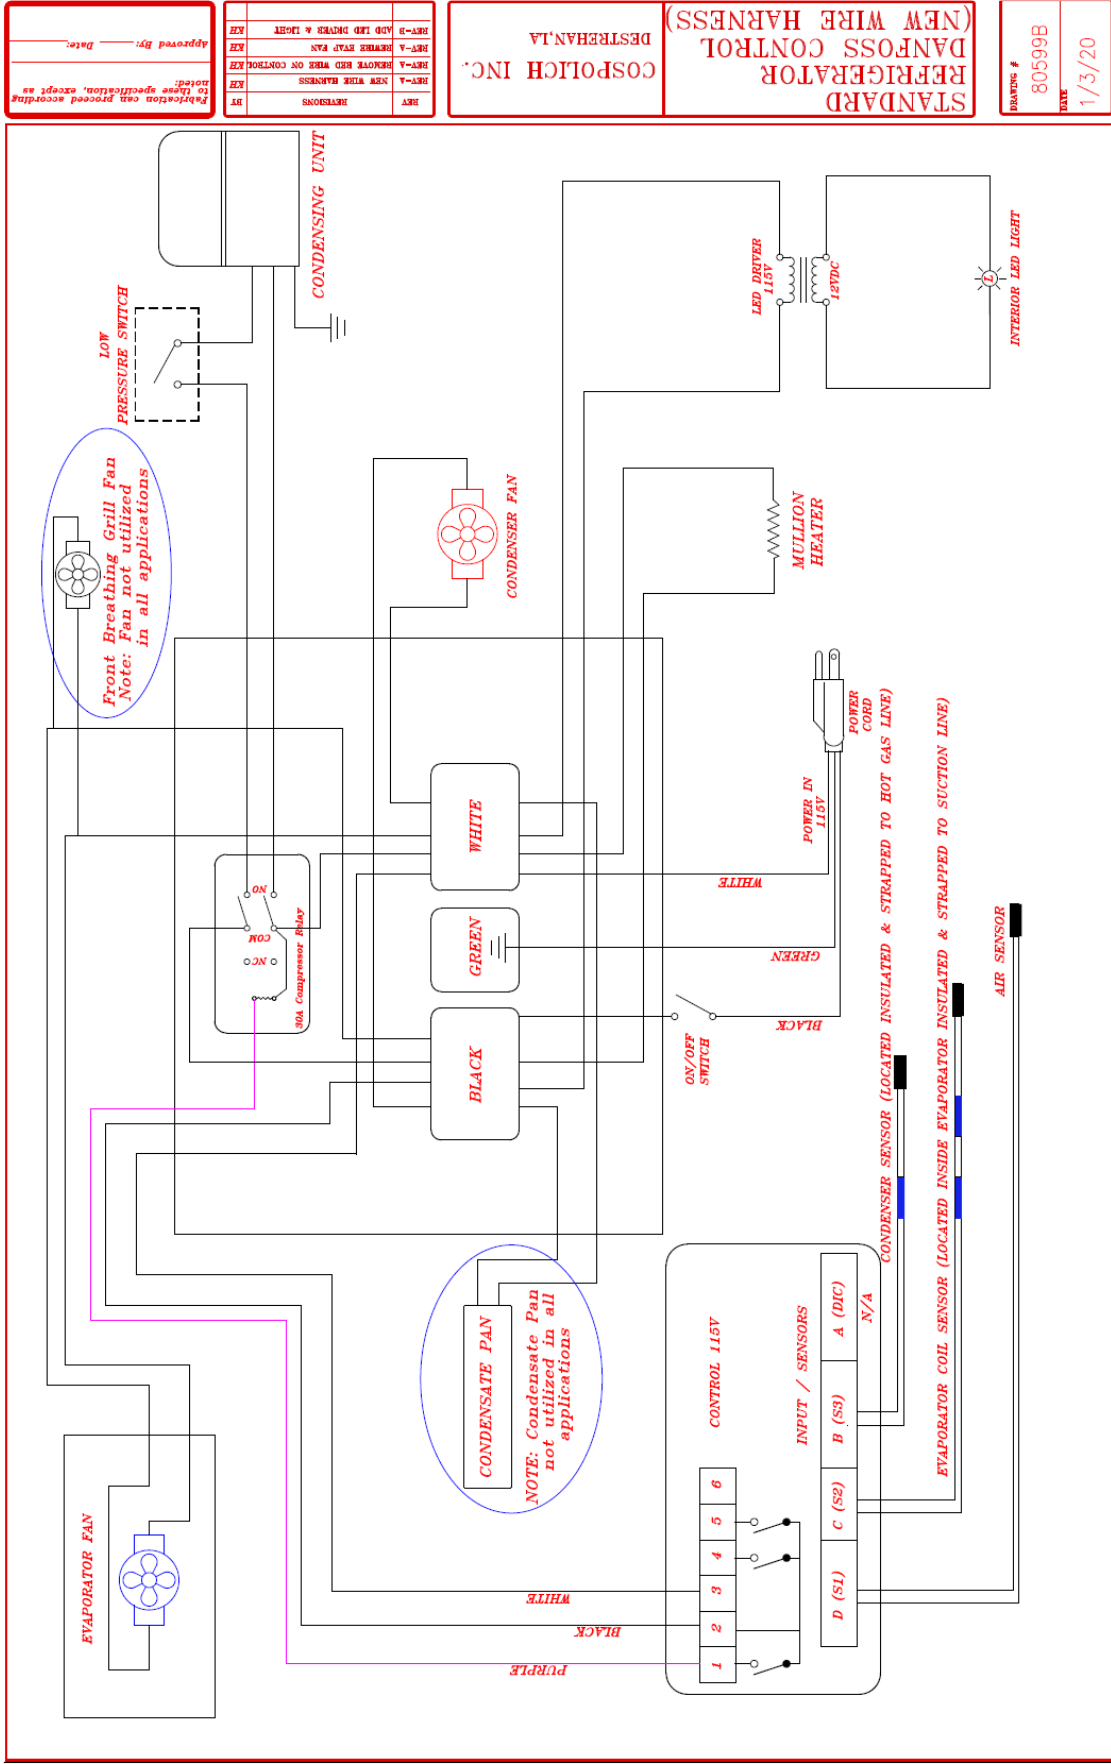 Fabrication can proceed according
to these specification, except as
noted:
Approved By: Date:
REV REVISIONS BY
REV-A NEW WIRE HARNESS KH
REV-A REMOVE RED WIRE ON CONTROL KH
REV-A REWIRE EVAP FAN KH
REV-B ADD LED DRIVER & LIGHT KH
COSPOLICH INC.
DESTREHAN,LA
STANDARD
REFRIGERATOR
DANFOSS CONTROL
(NEW WIRE HARNESS)
DRAWING #
80599B
DATE
1/3/20
CONDENSING UNIT
LOW
PRESSURE SWITCH
Front Breathing Grill Fan
Note: Fan not utilized
in all applications
CONDENSER FAN
LED DRIVER
115V
12VDC
L
INTERIOR LED LIGHT
MULLION
HEATER
POWER
CORD
POWER IN
115V
WHITE
GREEN
BLACK
NO
COM
NC
30A Compressor Relay
WHITE
GREEN
BLACK
ON/OFF
SWITCH
CONDENSER SENSOR (LOCATED INSULATED & STRAPPED TO HOT GAS LINE)
EVAPORATOR COIL SENSOR (LOCATED INSIDE EVAPORATOR INSULATED & STRAPPED TO SUCTION LINE)
AIR SENSOR
CONDENSATE PAN
NOTE: Condensate Pan
not utilized in all
applications
EVAPORATOR FAN
CONTROL 115V
INPUT / SENSORS
1 2 3 4 5 6
D (S1) C (S2) B (S3) A (DIC)
N/A
WHITE
BLACK
PURPLE